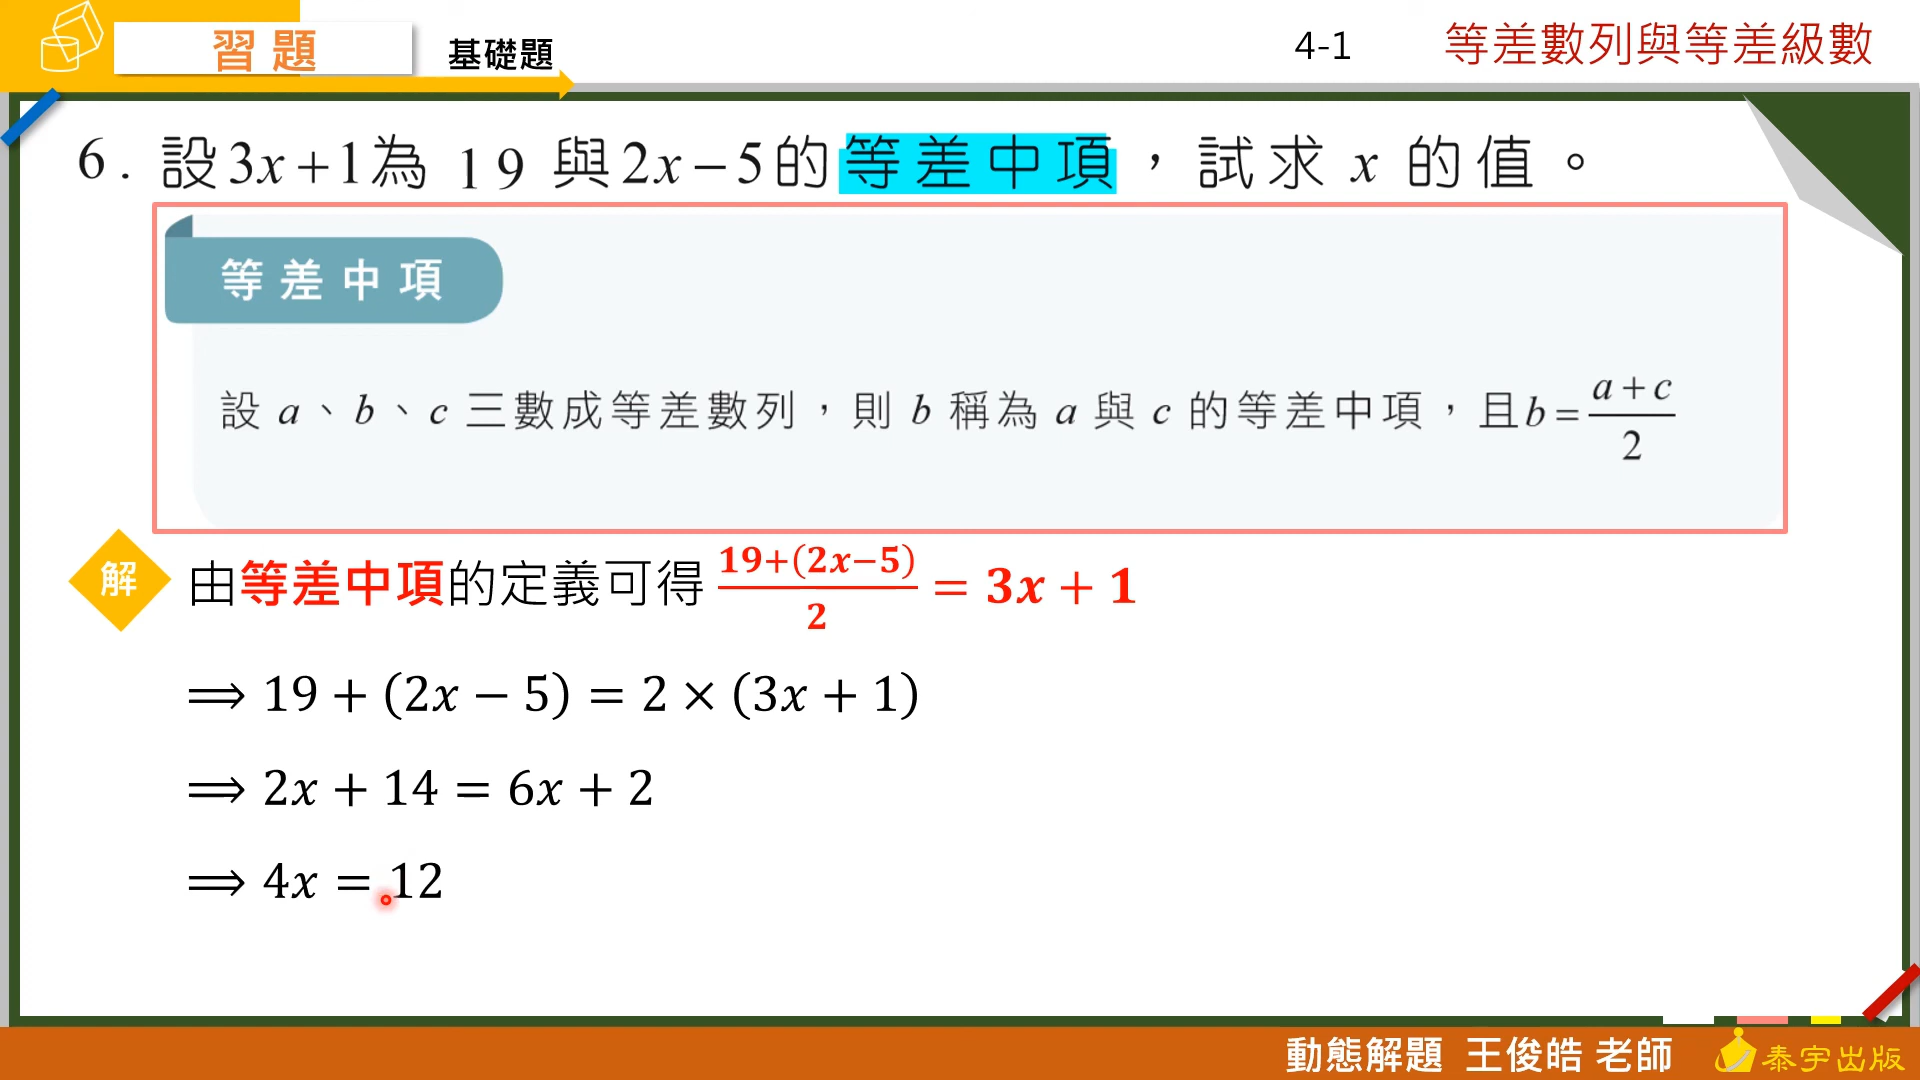 習題 基礎題 4-1 等差數列與等差級數
6. 設3x+1為 19 與2x−5的等差中項，試求 x 的值。
等差中項
設 a、b、c 三數成等差數列，則 b 稱為 a 與 c 的等差中項，且b=\frac{a+c}{2}
解 由等差中項的定義可得 \frac{19+(2x−5)}{2} = 3x + 1
⟹ 19 + (2x − 5) = 2 × (3x + 1)
⟹ 2x + 14 = 6x + 2
⟹ 4x = 12
動態解題 王俊皓 老師 泰宇出版